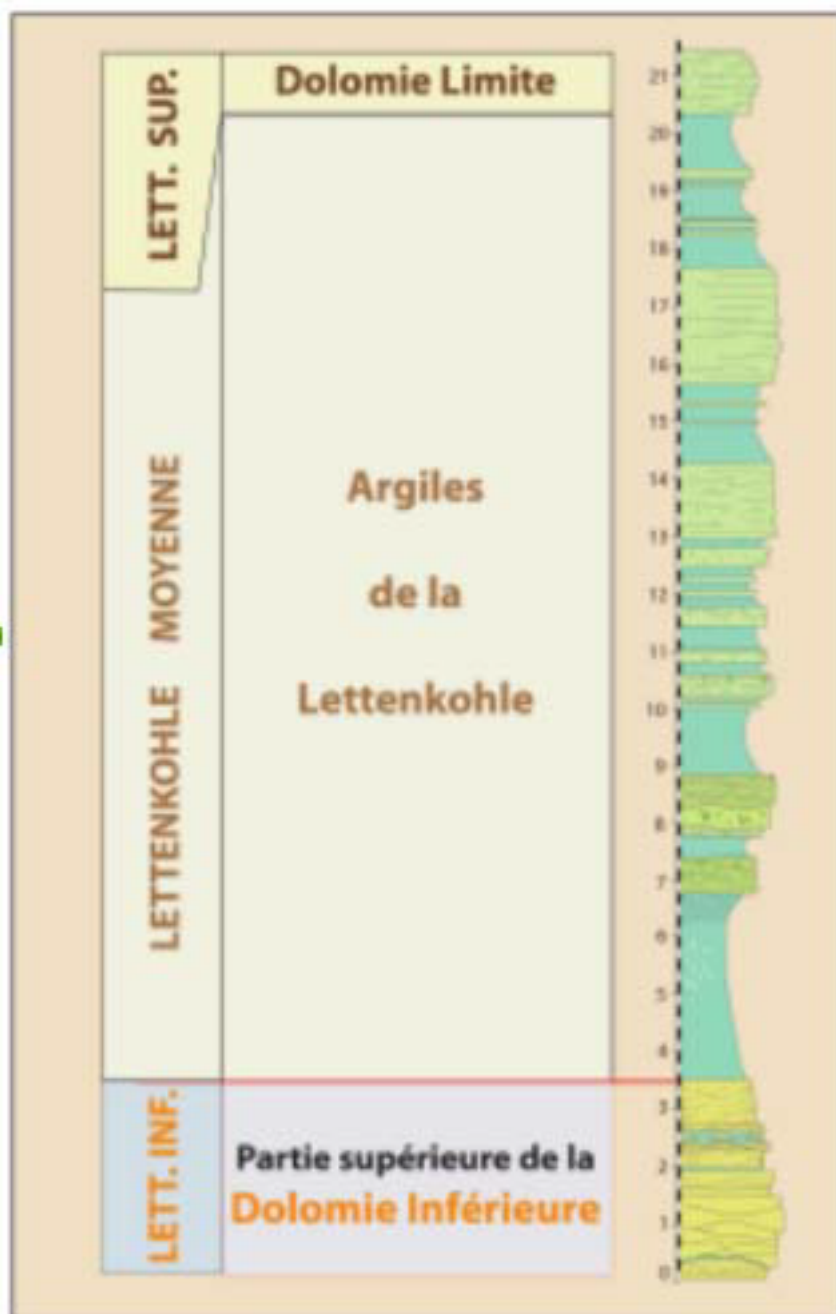 LETT. SUP.
Dolomie Limite
LETTENKOHLE MOYENNE
Argiles
de la
Lettenkohle
LETT. INF.
Partie supérieure de la
Dolomie Inférieure
21
20
19
18
17
16
15
14
13
12
11
10
9
8
7
6
5
4
3
2
1
0